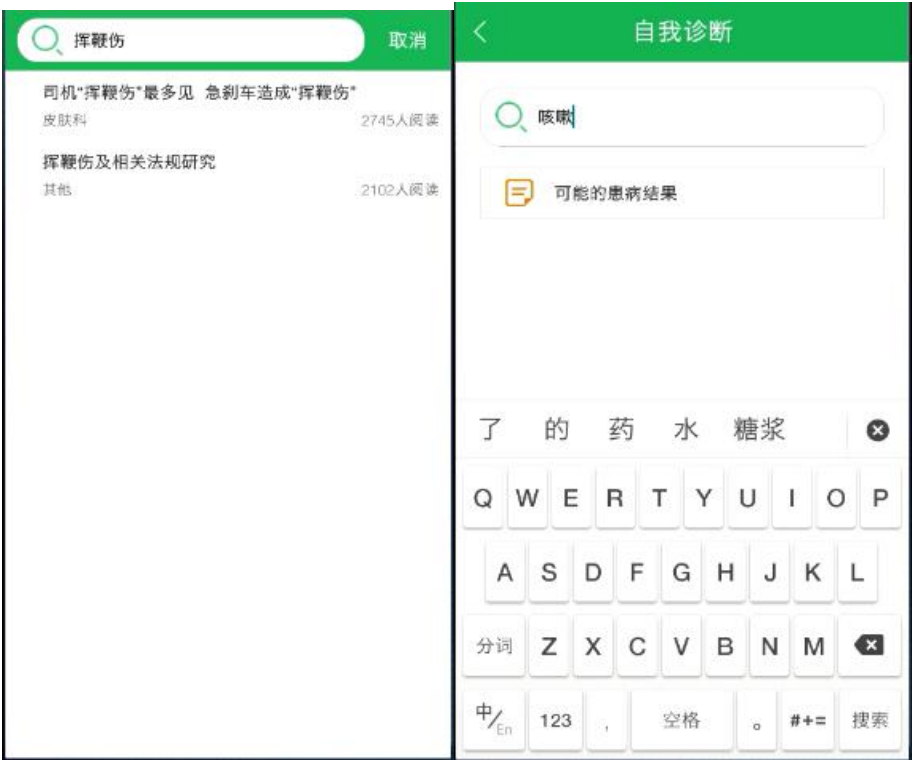 挥鞭伤
取消
司机“挥鞭伤”最多见 急刹车造成“挥鞭伤”
皮肤科
2745人阅读
挥鞭伤及相关法规研究
其他
2102人阅读
自我诊断
咳嗽
可能的患病结果
了 的 药 水 糖浆
Q W E R T Y U I O P
A S D F G H J K L
分词 Z X C V B N M
中/En 123 , 空格 。 #+= 搜索